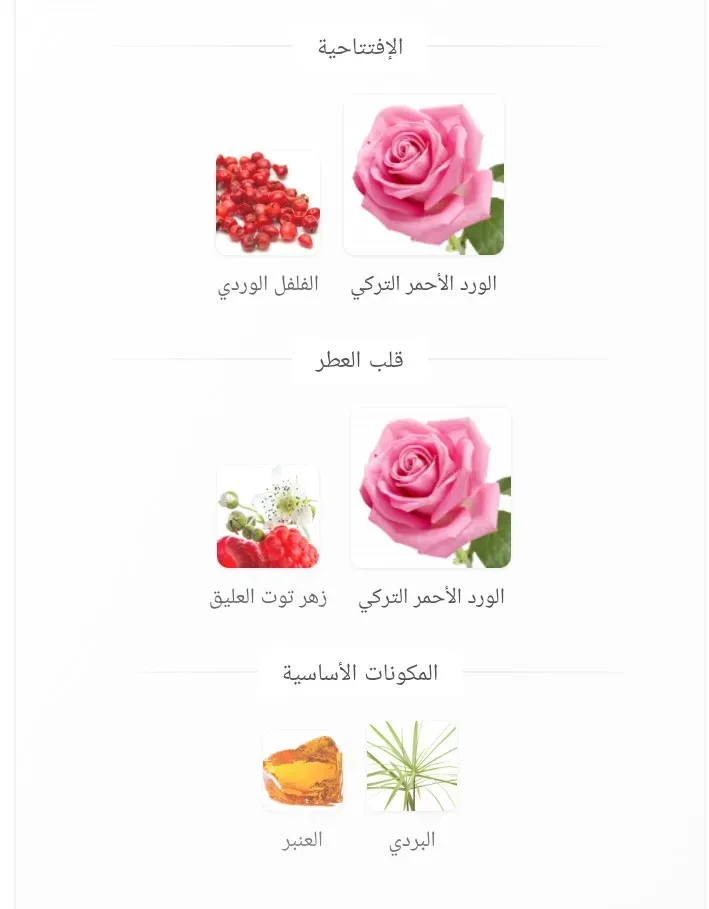 الإفتتاحية
الورد الأحمر التركي
الفلفل الوردي
قلب العطر
الورد الأحمر التركي
زهر توت العليق
المكونات الأساسية
البردي
العنبر